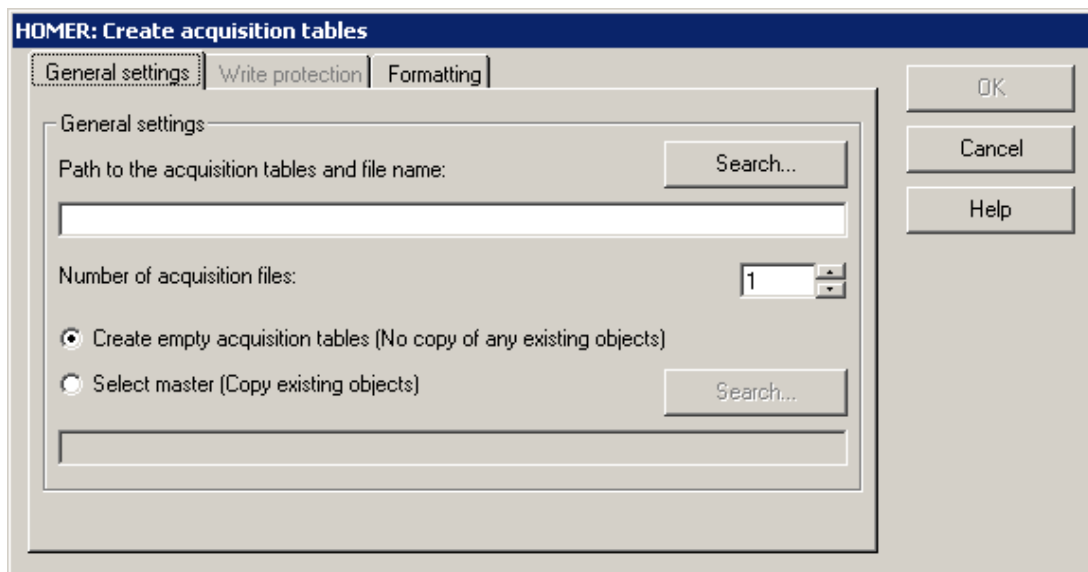 HOMER: Create acquisition tables
General settings Write protection Formatting
OK
General settings
Path to the acquisition tables and file name:
Search...
Cancel
Help
Number of acquisition files:
1
Create empty acquisition tables (No copy of any existing objects)
Select master (Copy existing objects)
Search...